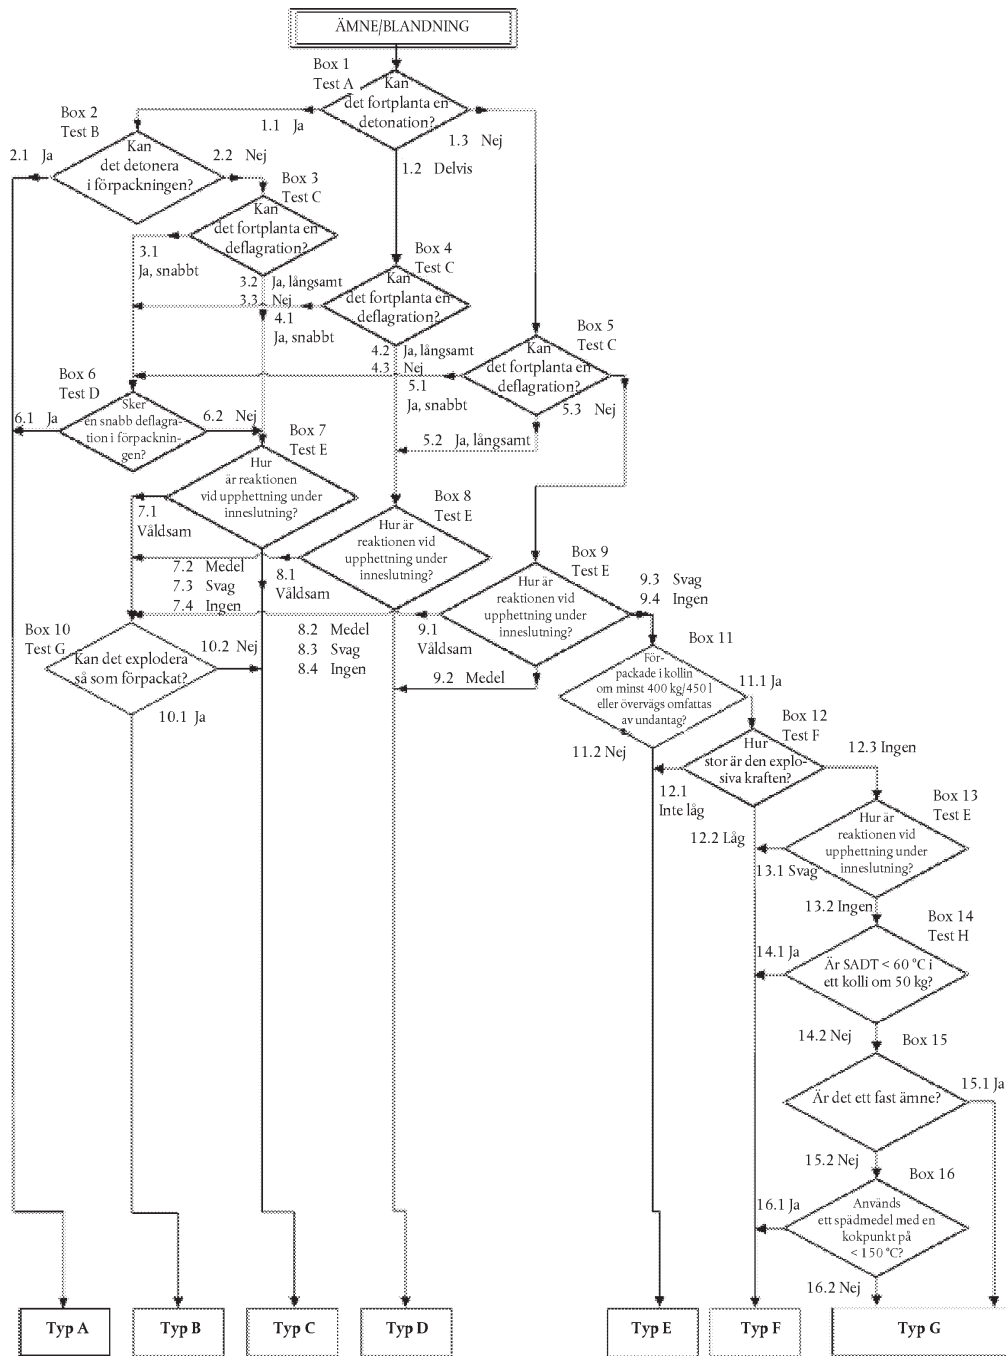 ÄMNE/BLANDNING
Box 1
Test A
Kan
det fortplanta en
detonation?
1.1 Ja
1.2 Delvis
1.3 Nej
Box 2
Test B
Kan
det detonera
i förpackningen?
2.1 Ja
2.2 Nej
Box 3
Test C
Kan
det fortplanta en
deflagration?
3.1
Ja, snabbt
3.2 Ja, långsamt
3.3 Nej
Box 4
Test C
Kan
det fortplanta en
deflagration?
4.1
Ja, snabbt
4.2 Ja, långsamt
4.3 Nej
Box 5
Test C
Kan
det fortplanta en
deflagration?
5.1
Ja, snabbt
5.2 Ja, långsamt
5.3 Nej
Box 6
Test D
Sker
en snabb deflagra-
tion i förpacknin-
gen?
6.1 Ja
6.2 Nej
Box 7
Test E
Hur
är reaktionen
vid upphettning under
inneslutning?
7.1
Våldsam
7.2 Medel
7.3 Svag
7.4 Ingen
Box 8
Test E
Hur är
reaktionen vid
upphettning under
inneslutning?
8.1
Våldsam
8.2 Medel
8.3 Svag
8.4 Ingen
Box 9
Test E
Hur är
reaktionen vid
upphettning under
inneslutning?
9.1
Våldsam
9.2 Medel
9.3 Svag
9.4 Ingen
Box 10
Test G
Kan det explodera
så som förpackat?
10.1 Ja
10.2 Nej
Box 11
För-
packade i kollin
om minst 400 kg/450 l
eller övervägs omfattas
av undantag?
11.1 Ja
11.2 Nej
Box 12
Test F
Hur
stor är den explo-
siva kraften?
12.1
Inte låg
12.2 Låg
12.3 Ingen
Box 13
Test E
Hur är
reaktionen vid
upphettning under
inneslutning?
13.1 Svag
13.2 Ingen
Box 14
Test H
Är SADT < 60 °C i
ett kolli om 50 kg?
14.1 Ja
14.2 Nej
Box 15
Är det ett fast ämne?
15.1 Ja
15.2 Nej
Box 16
Används
ett spädmedel med en
kokpunkt på
< 150 °C?
16.1 Ja
16.2 Nej
Typ A
Typ B
Typ C
Typ D
Typ E
Typ F
Typ G